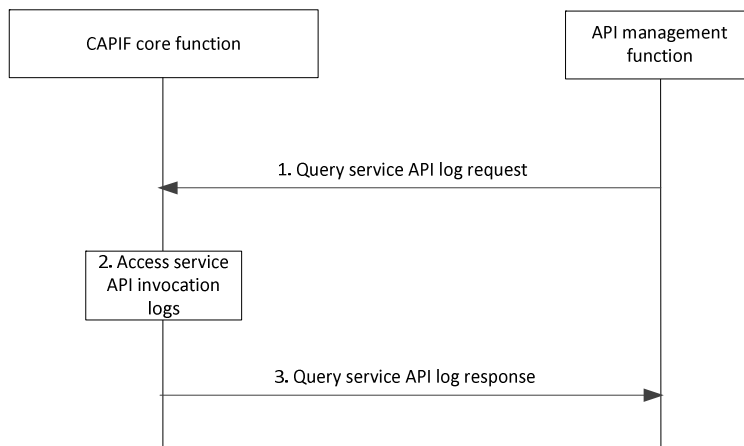 CAPIF core function
API management
function
1. Query service API log request
2. Access service
API invocation
logs
3. Query service API log response